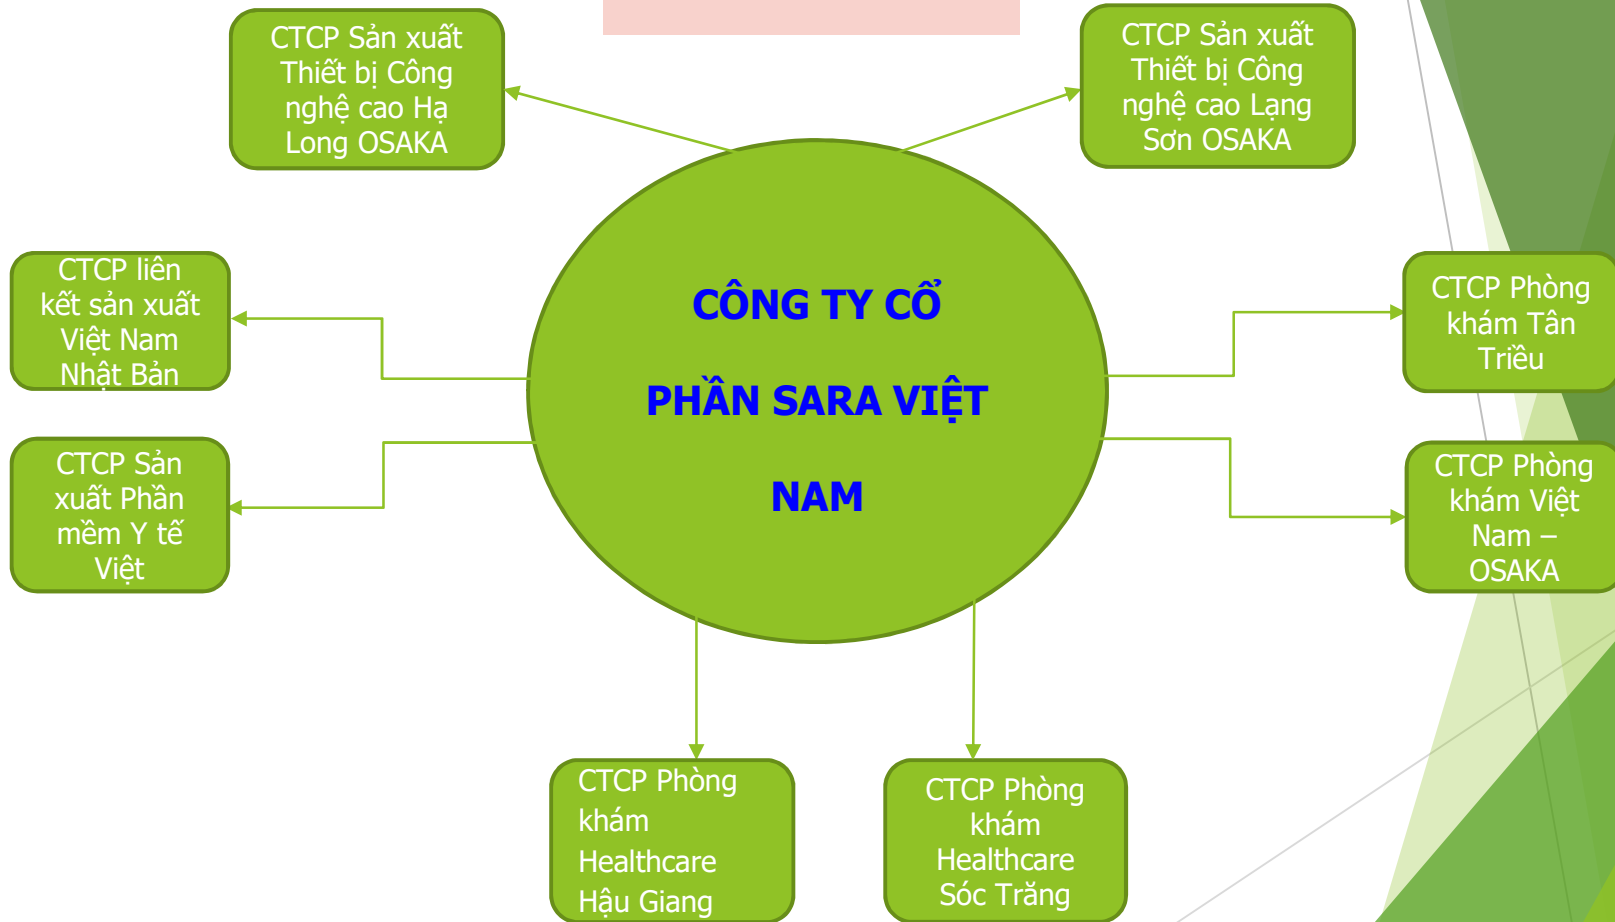 CTCP Sản xuất
Thiết bị Công
nghệ cao Hạ
Long OSAKA
CTCP Sản xuất
Thiết bị Công
nghệ cao Lạng
Sơn OSAKA
CTCP liên
kết sản xuất
Việt Nam
Nhật Bản
CÔNG TY CỔ
PHẦN SARA VIỆT
NAM
CTCP Phòng
khám Tân
Triều
CTCP Sản
xuất Phần
mềm Y tế
Việt
CTCP Phòng
khám Việt
Nam –
OSAKA
CTCP Phòng
khám
Healthcare
Hậu Giang
CTCP Phòng
khám
Healthcare
Sóc Trăng